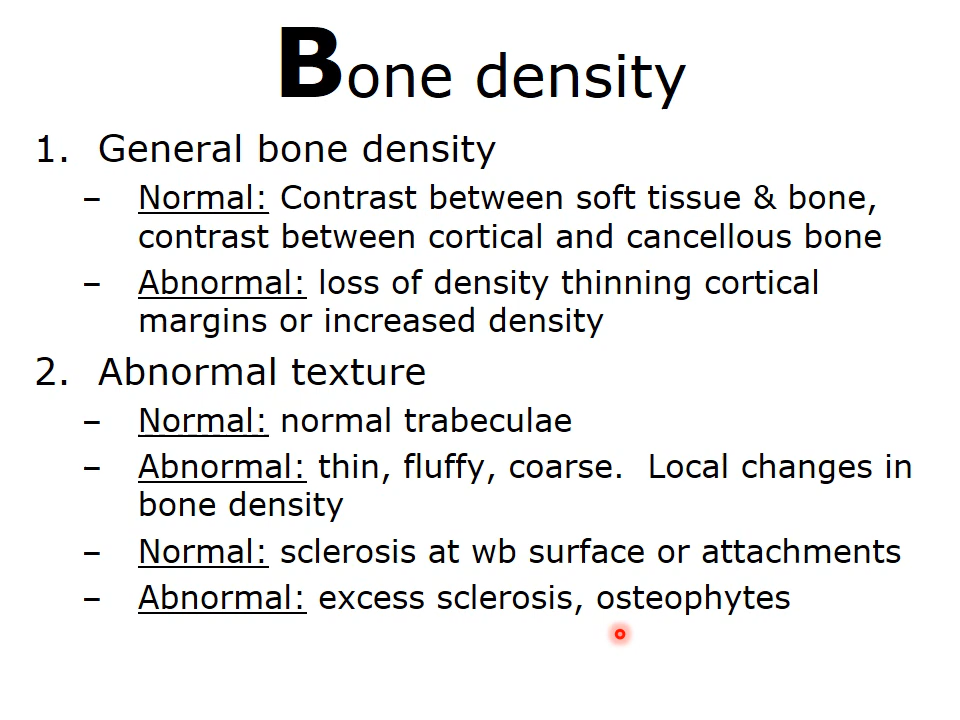 Bone density
1. General bone density
– Normal: Contrast between soft tissue & bone,
contrast between cortical and cancellous bone
– Abnormal: loss of density thinning cortical
margins or increased density
2. Abnormal texture
– Normal: normal trabeculae
– Abnormal: thin, fluffy, coarse.  Local changes in
bone density
– Normal: sclerosis at wb surface or attachments
– Abnormal: excess sclerosis, osteophytes